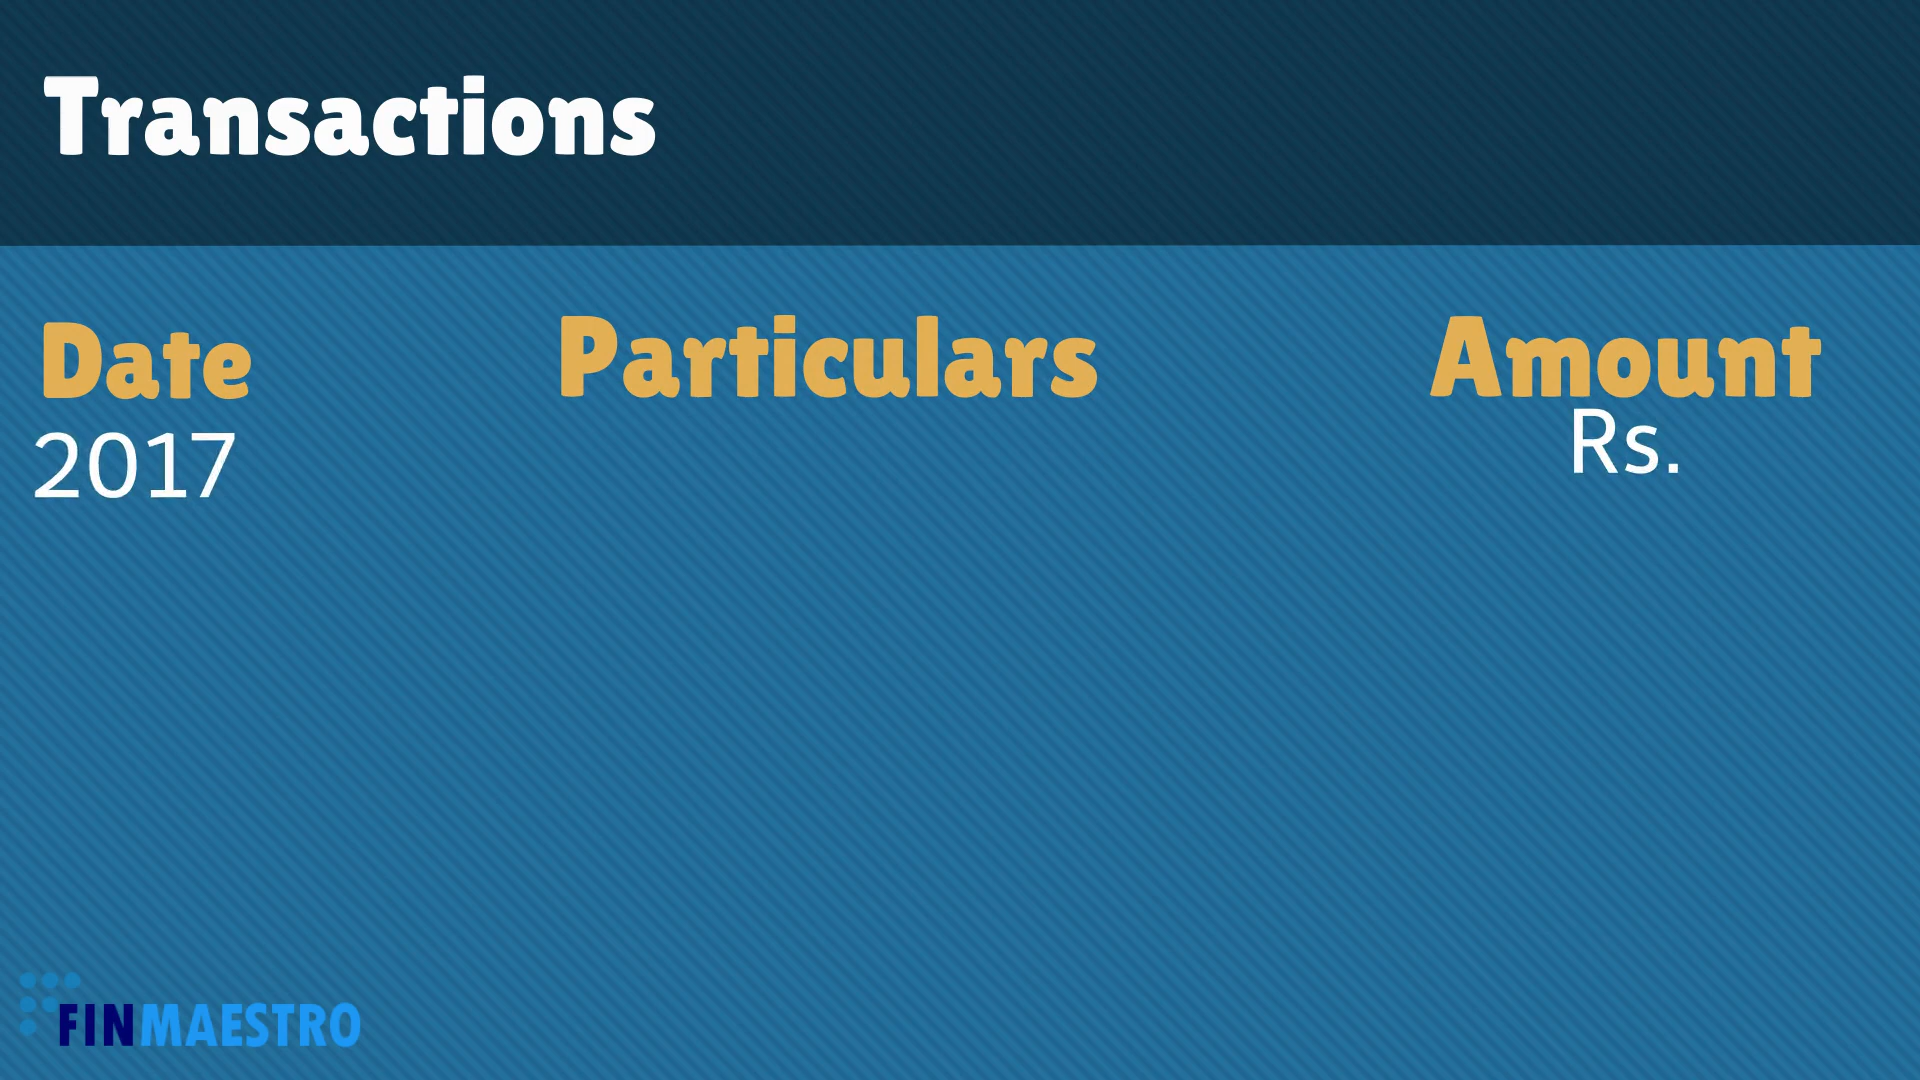 Transactions
Date Particulars Amount
2017 Rs.
FINMAESTRO